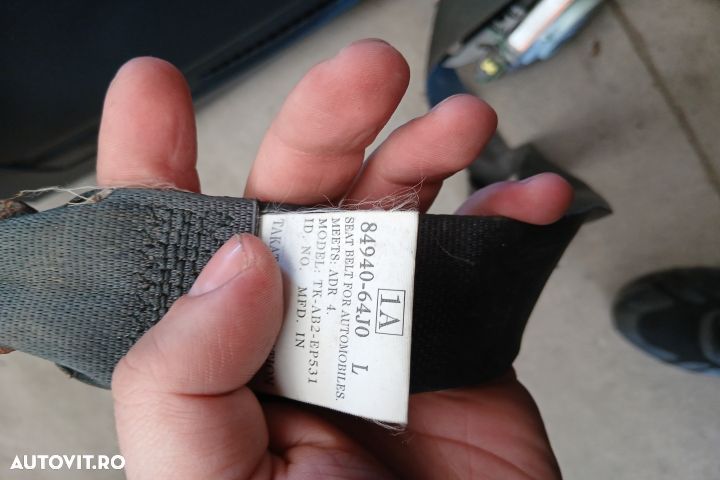 1A
84940-64J0 L
SEAT BELT FOR AUTOMOBILES.
MEETS: ADR 4.
MODEL: TK-AB2-EP531
ID. NO. MFD. IN
AUTOVIT.RO